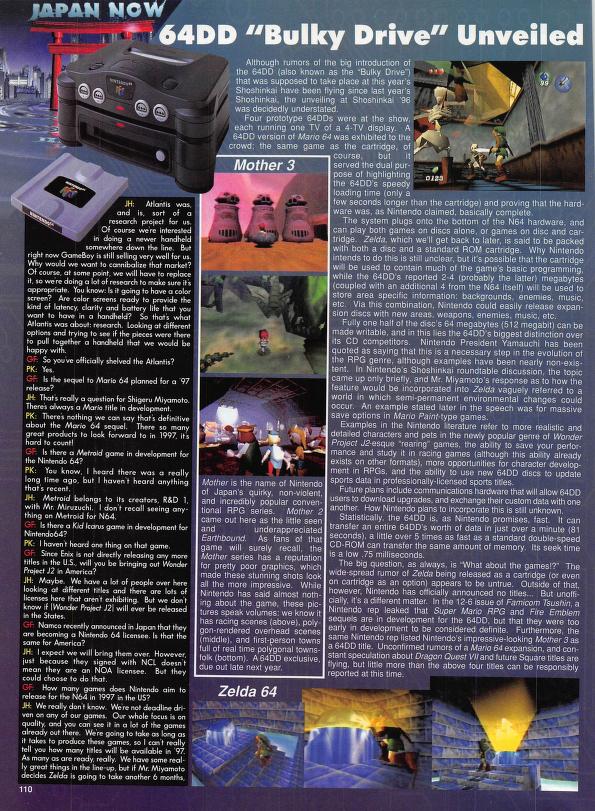 JAPAN NOW
64DD "Bulky Drive" Unveiled
Although rumors of the big introduction of
the 64DD (also known as the "Bulky Drive")
that was supposed to take place at this year's
Shoshinkai have been flying since last year's
Shoshinkai, the unveiling at Shoshinkai '96
was decidedly understated.
Four prototype 64DDs were at the show,
each running one TV of a 4-TV display. A
64DD version of Mario 64 was exhibited to the
crowd; the same game as the cartridge, of
course, but it
served the dual pur-
pose of highlighting
the 64DD's speedy
loading time (only a
few seconds longer than the cartridge) and proving that the hard-
ware was, as Nintendo claimed, basically complete.
The system plugs onto the bottom of the N64 hardware, and
can play both games on discs alone, or games on disc and car-
tridge. Zelda, which we'll get back to later, is said to be packed
with both a disc and a standard ROM cartridge. Why Nintendo
intends to do this is still unclear, but it's possible that the cartridge
will be used to contain much of the game's basic programming,
while the 64DD's reported 2-4 (probably the later) megabytes
(coupled with an additional 4 from the N64 itself) will be used to
store area specific information: backgrounds, enemies, music,
etc. Via this combination, Nintendo could easily release expan-
sion discs with new areas, weapons, enemies, music, etc.
Fully one half of the disc's 64 megabytes (512 megabit) can be
made writable, and in this lies the 64DD's biggest distinction over
its CD competitors. Nintendo President Yamauchi has been
quoted as saying that this is a necessary step in the evolution of
the RPG genre, although examples have been nearly non-exis-
tent. In Nintendo's Shoshinkai roundtable discussion, the topic
came up only briefly, and Mr. Miyamoto's response as to how the
feature would be incorporated into Zelda vaguely referred to a
world in which semi-permanent environmental changes could
occur. An example stated later in the speech was for massive
save options in Mario Paint-type games.
Examples in the Nintendo literature refer to more realistic and
detailed characters and pets in the newly popular genre of Wonder
Project J2-esque "rearing" games, the ability to save your perfor-
mance and study it in racing games (although this ability already
exists on other formats), more opportunities for character develop-
ment in RPGs, and the ability to use new 64DD discs to update
sports data in professionally-licensed sports titles.
Future plans include communications hardware that will allow 64DD
users to download upgrades, and exchange their custom data with one
another. How Nintendo plans to incorporate this is still unknown.
Statistically, the 64DD is, as Nintendo promises, fast. It can
transfer an entire 64DD's worth of data in just over a minute (81
seconds), a little over 5 times as fast as a standard double-speed
CD-ROM can transfer the same amount of memory. Its seek time
is a low .75 milliseconds.
The big question, as always, is "What about the games!?" The
wide-spread rumor of Zelda being released as a cartridge (or even
on cartridge as an option) appears to be untrue. Outside of that,
however, Nintendo has officially announced no titles... But unoffi-
cially, it's a different matter. In the 12-6 issue of Famicom Tsushin, a
Nintendo rep leaked that Super Mario RPG and Fire Emblem
sequels are in development for the 64DD, but that they were too
early in development to be considered definite. Furthermore, the
same Nintendo rep listed Nintendo's impressive-looking Mother 3 as
a 64DD title. Unconfirmed rumors of a Mario 64 expansion, and con-
stant speculation about Dragon Quest VII and future Square titles are
flying, but little more than the above four titles can be responsibly
reported at this time.
JH: Atlantis was,
and is, sort of a
research project for us.
Of course we're interested
in doing a newer handheld
somewhere down the line. But
right now GameBoy is still selling very well for us.
Why would we want to cannibalize that market?
Of course, at some point, we will have to replace
it, so we're doing a lot of research to make sure it's
appropriate. You know: Is it going to have a color
screen? Are color screens ready to provide the
kind of latency, clarity and battery life that you
want to have in a handheld? So that's what
Atlantis was about: research. Looking at different
options and trying to see if the pieces were there
to pull together a handheld that we would be
happy with.
GF: So you've officially shelved the Atlantis?
PK: Yes.
GF: Is the sequel to Mario 64 planned for a '97
release?
JH: That's really a question for Shigeru Miyamoto.
There's always a Mario title in development.
PK: There's nothing we can say that's definitive
about the Mario 64 sequel. There so many
great products to look forward to in 1997, it's
hard to count!
GF: Is there a Metroid game in development for
the Nintendo 64?
PK: You know, I heard there was a really
long time ago, but I haven't heard anything
that's recent.
JH: Metroid belongs to its creators, R&D 1,
with Mr. Miruzuchi. I don't recall seeing any-
thing on Metroid for N64.
GF: Is there a Kid Icarus game in development for
Nintendo64?
PK: I haven't heard one thing on that game.
GF: Since Enix is not directly releasing any more
titles in the U.S., will you be bringing out Wonder
Project J2 in America?
JH: Maybe. We have a lot of people over here
looking at different titles and there are lots of
licenses here that aren't exhibiting. But we don't
know if [Wonder Project J2] will ever be released
in the States.
GF: Namco recently announced in Japan that they
are becoming a Nintendo 64 licensee. Is that the
same for America?
JH: I expect we will bring them over. However,
just because they signed with NCL doesn't
mean they are an NOA licensee. But they
could choose to do that.
GF: How many games does Nintendo aim to
release for the N64 in 1997 in the US?
JH: We really don't know. We're not deadline dri-
ven on any of our games. Our whole focus is on
quality, and you can see it in a lot of the games
already out there. We're going to take as long as
it takes to produce these games, so I can't really
tell you how many titles will be available in '97.
As many as are ready, really. We have some real-
ly great things in the line-up, but if Mr. Miyamoto
decides Zelda is going to take another 6 months,
Mother 3
Mother is the name of Nintendo
of Japan's quirky, non-violent,
and incredibly popular conven-
tional RPG series. Mother 2
came out here as the little seen
and underappreciated
Earthbound. As fans of that
game will surely recall, the
Mother series has a reputation
for pretty poor graphics, which
made these stunning shots look
all the more impressive. While
Nintendo has said almost noth-
ing about the game, these pic-
tures speak volumes: we know it
has racing scenes (above), poly-
gon-rendered overhead scenes
(middle), and first-person towns
full of real time polygonal towns-
folk (bottom). A 64DD exclusive,
due out late next year.
Zelda 64
0123
110